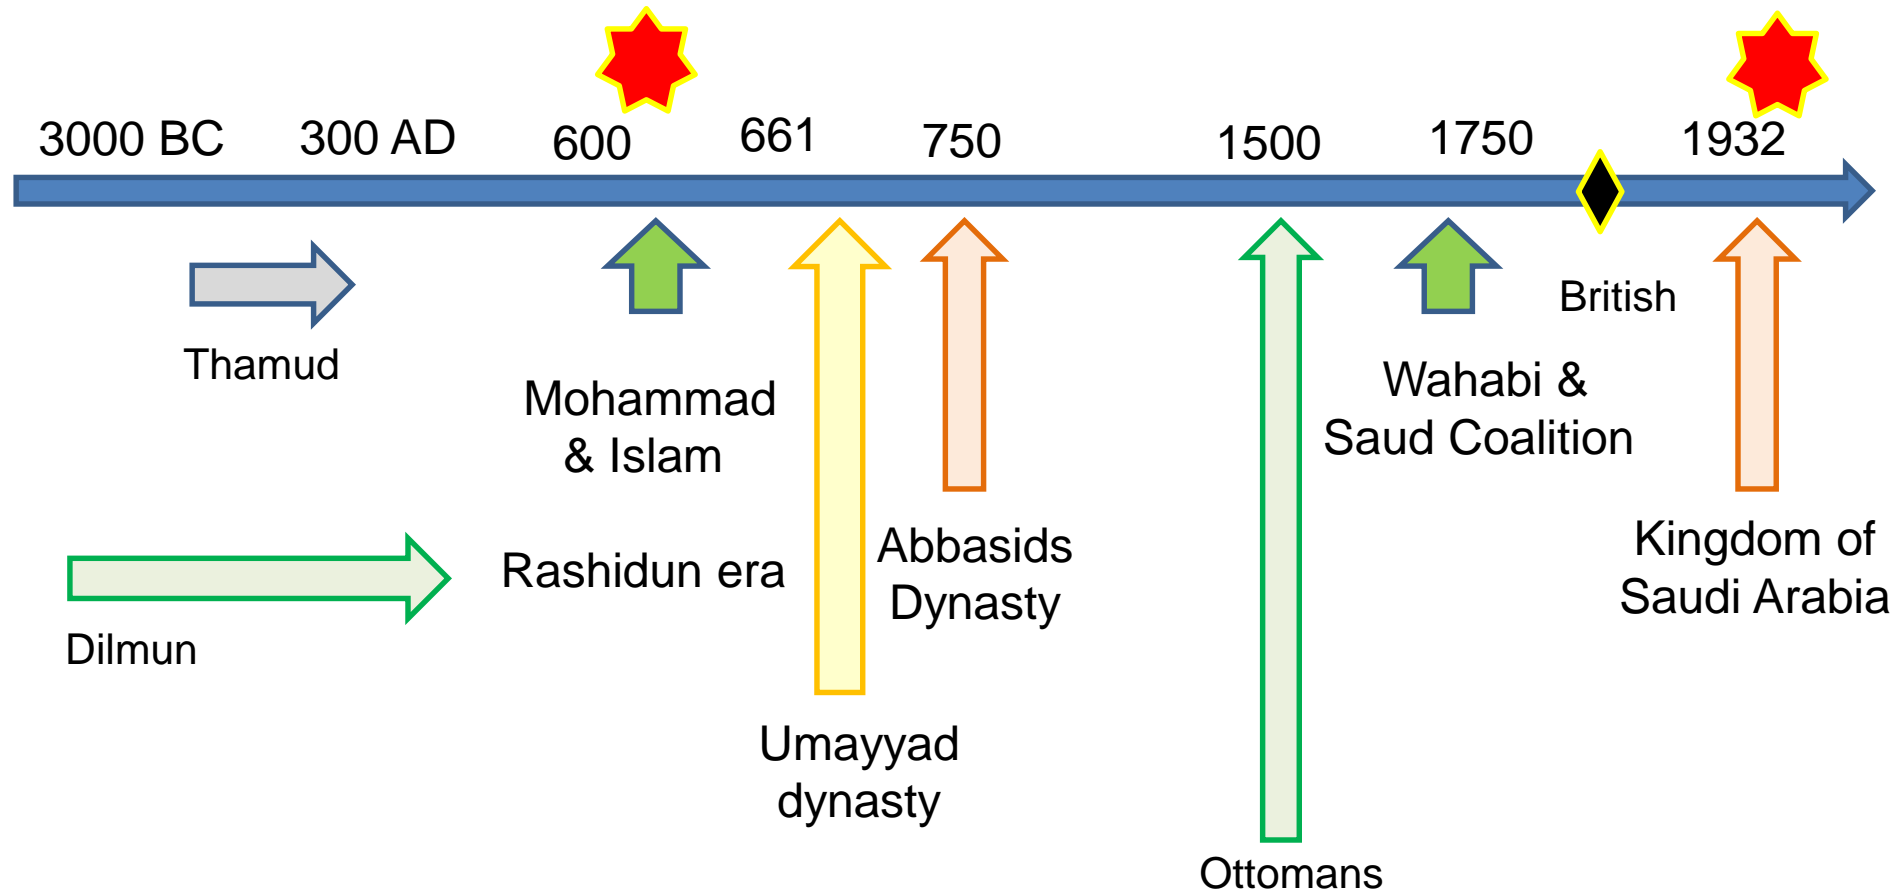 3000 BC
300 AD
600
661
750
1500
1750
1932
Thamud
Mohammad
& Islam
Rashidun era
Dilmun
Umayyad
dynasty
Abbasids
Dynasty
Ottomans
Wahabi &
Saud Coalition
British
Kingdom of
Saudi Arabia